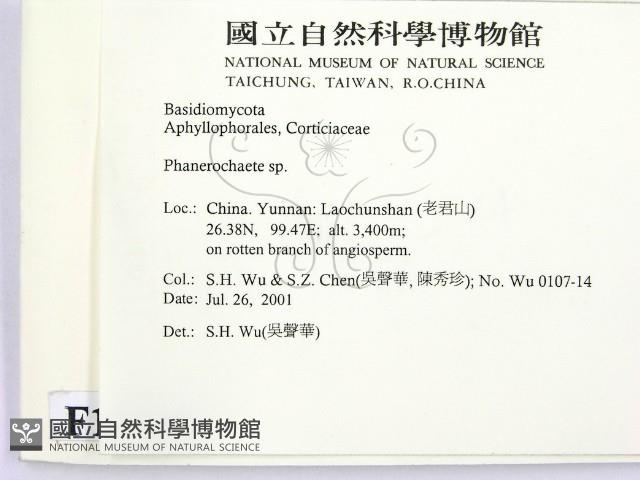 國立自然科學博物館
NATIONAL MUSEUM OF NATURAL SCIENCE
TAICHUNG, TAIWAN, R.O.CHINA
Basidiomycota
Aphyllophorales, Corticiaceae
Phanerochaete sp.
Loc.: China. Yunnan: Laochunshan (老君山)
26.38N, 99.47E; alt. 3,400m;
on rotten branch of angiosperm.
Col.: S.H. Wu & S.Z. Chen(吳聲華, 陳秀珍); No. Wu 0107-14
Date: Jul. 26, 2001
Det.: S.H. Wu(吳聲華)
國立自然科學博物館
NATIONAL MUSEUM OF NATURAL SCIENCE